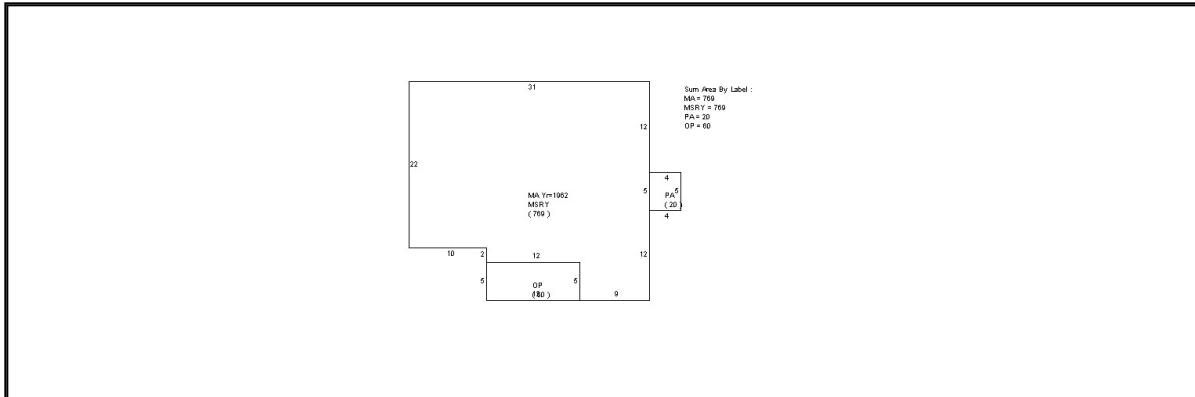 31
Sum Area By Label :
MA = 769
MSRY = 769
PA = 20
OP = 60
12
22
4
5
5
MA Yr=1962
MSRY
( 769 )
PA
( 20 )
4
10
2
12
12
5
5
OP
9